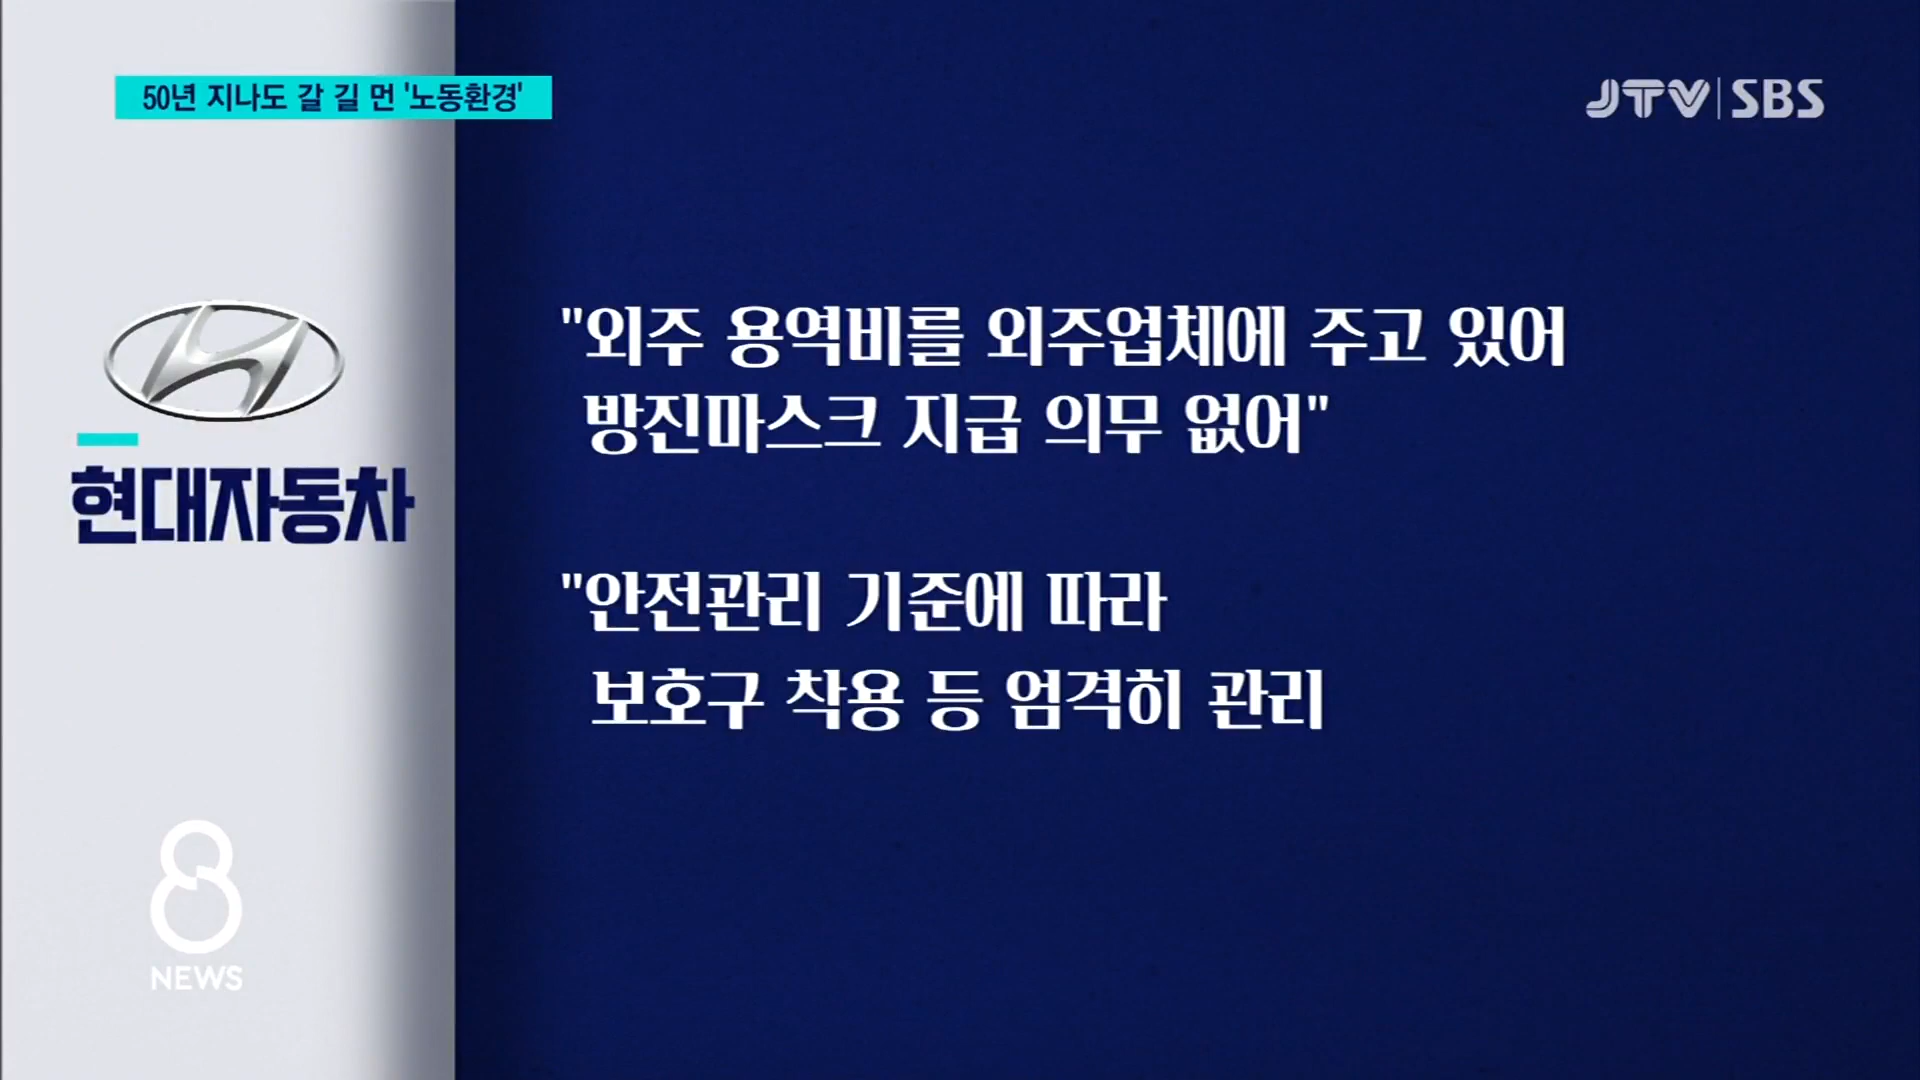 50년 지나도 갈 길 먼 '노동환경'
JTV SBS
현대자동차
"외주 용역비를 외주업체에 주고 있어
방진마스크 지급 의무 없어"
"안전관리 기준에 따라
보호구 착용 등 엄격히 관리
8
NEWS